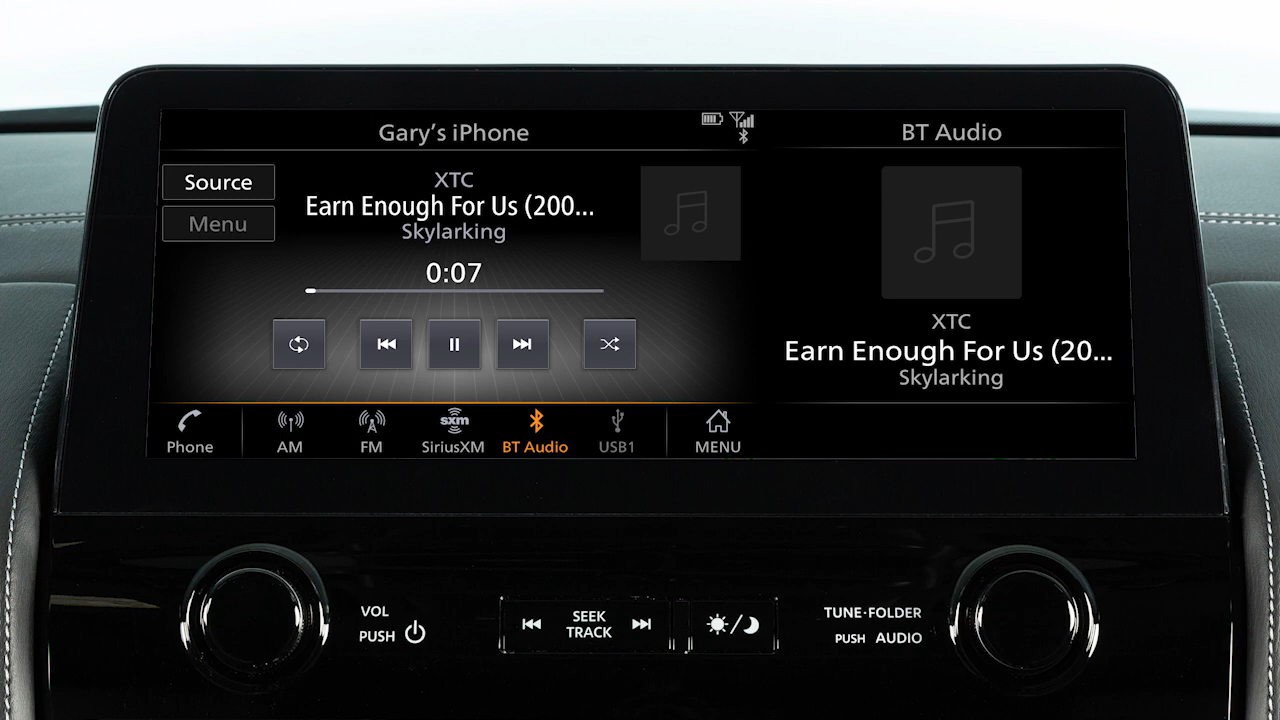 Gary's iPhone
BT Audio
Source
Menu
XTC
Earn Enough For Us (200...
Skylarking
0:07
XTC
Earn Enough For Us (20...
Skylarking
Phone
AM
FM
sxm
SiriusXM
BT Audio
USB1
MENU
VOL
PUSH
SEEK
TRACK
TUNE·FOLDER
PUSH AUDIO